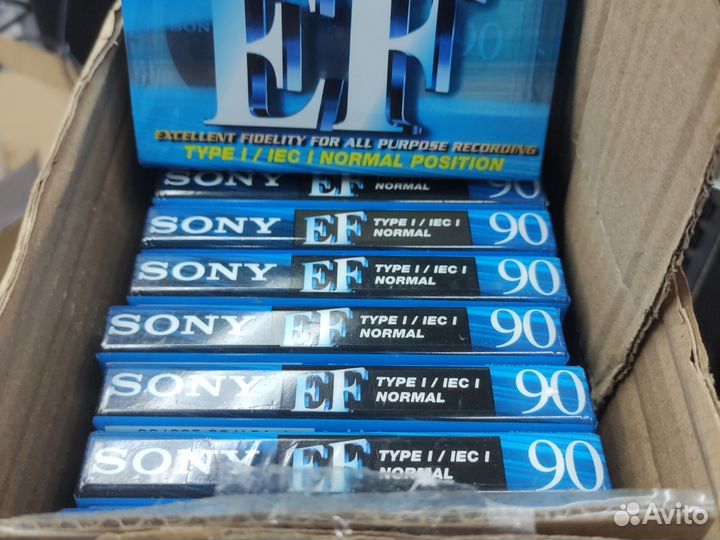 SONY
90
EF
EXCELLENT FIDELITY FOR ALL PURPOSE RECORDING
TYPE I / IEC I NORMAL POSITION
SONY EF NORMAL 90
SONY EF TYPE I / IEC I NORMAL 90
SONY EF TYPE I / IEC I NORMAL 90
SONY EF TYPE I / IEC I NORMAL 90
SONY EF TYPE I / IEC I NORMAL 90
SONY EF TYPE I / IEC I NORMAL 90
Avito